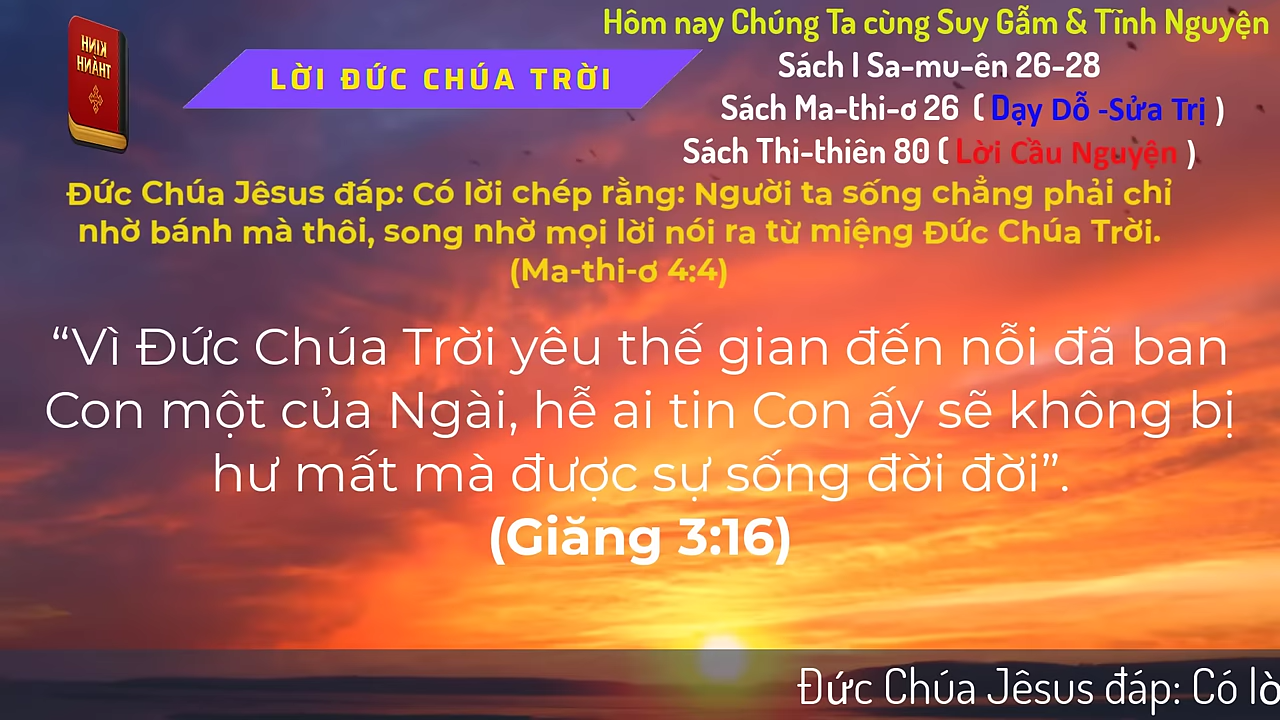 KINH
THÁNH
LỜI ĐỨC CHÚA TRỜI
Hôm nay Chúng Ta cùng Suy Gẫm & Tĩnh Nguyện
Sách I Sa-mu-ên 26-28
Sách Ma-thi-ơ 26 ( Dạy Dỗ -Sửa Trị )
Sách Thi-thiên 80 ( Lời Cầu Nguyện )
Đức Chúa Jêsus đáp: Có lời chép rằng: Người ta sống chẳng phải chỉ
nhờ bánh mà thôi, song nhờ mọi lời nói ra từ miệng Đức Chúa Trời.
(Ma-thi-ơ 4:4)
“Vì Đức Chúa Trời yêu thế gian đến nỗi đã ban
Con một của Ngài, hễ ai tin Con ấy sẽ không bị
hư mất mà được sự sống đời đời”.
(Giăng 3:16)
Đức Chúa Jêsus đáp: Có lờ